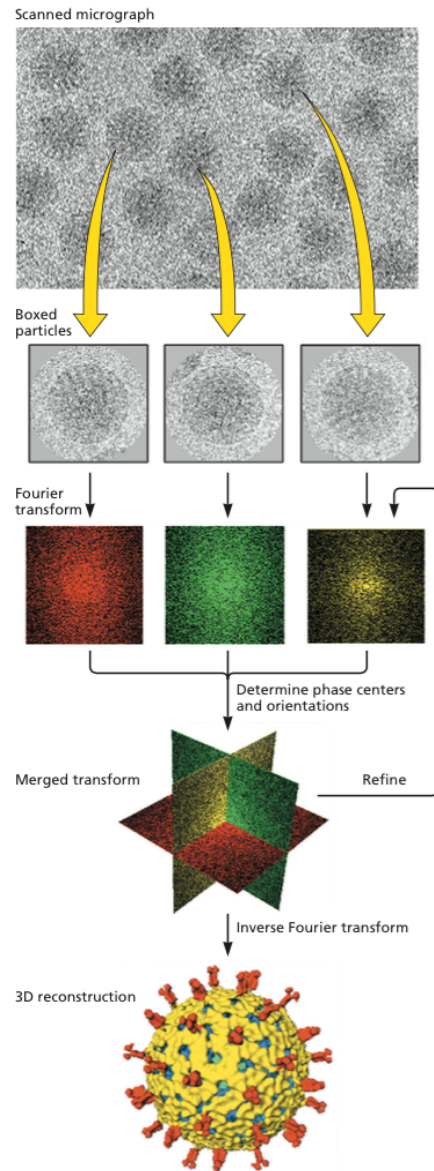 Scanned micrograph
Boxed
particles
Fourier
transform
Determine phase centers
and orientations
Merged transform
Refine
Inverse Fourier transform
3D reconstruction